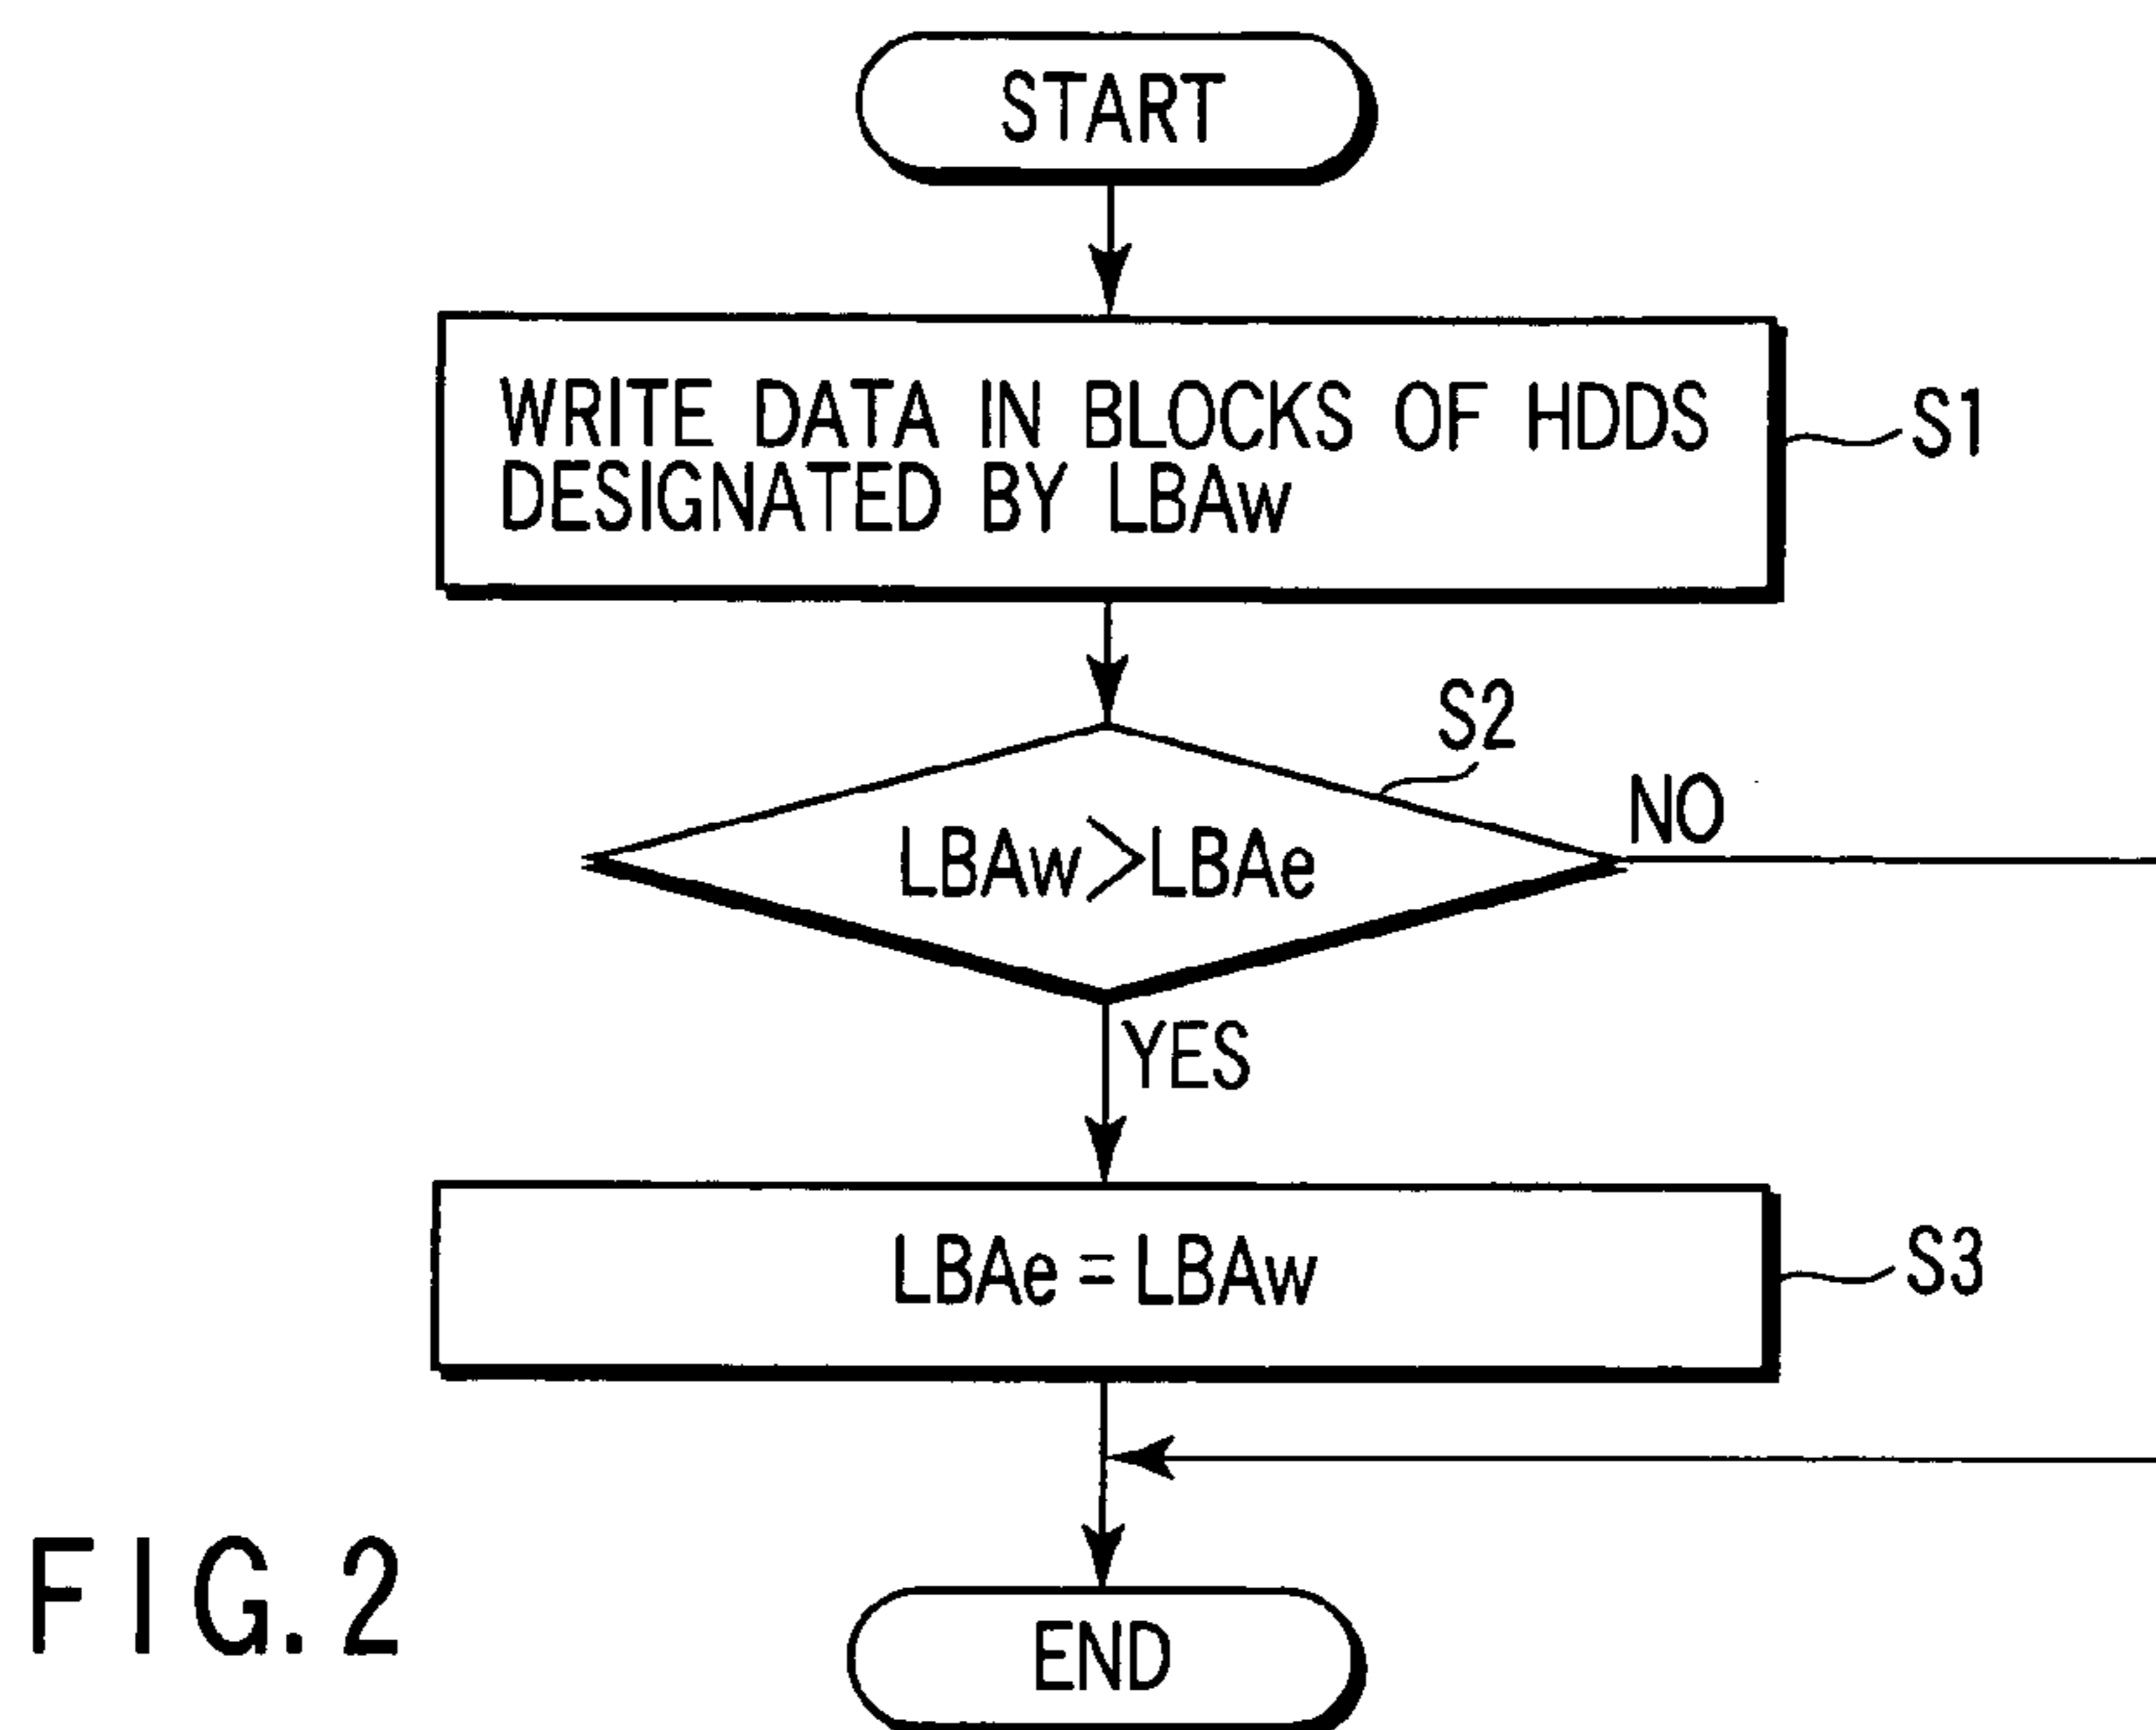 START
WRITE DATA IN BLOCKS OF HDDS
DESIGNATED BY LBAw
S1
S2
LBAw>LBAe
NO
YES
LBAe = LBAw
S3
END
FIG. 2